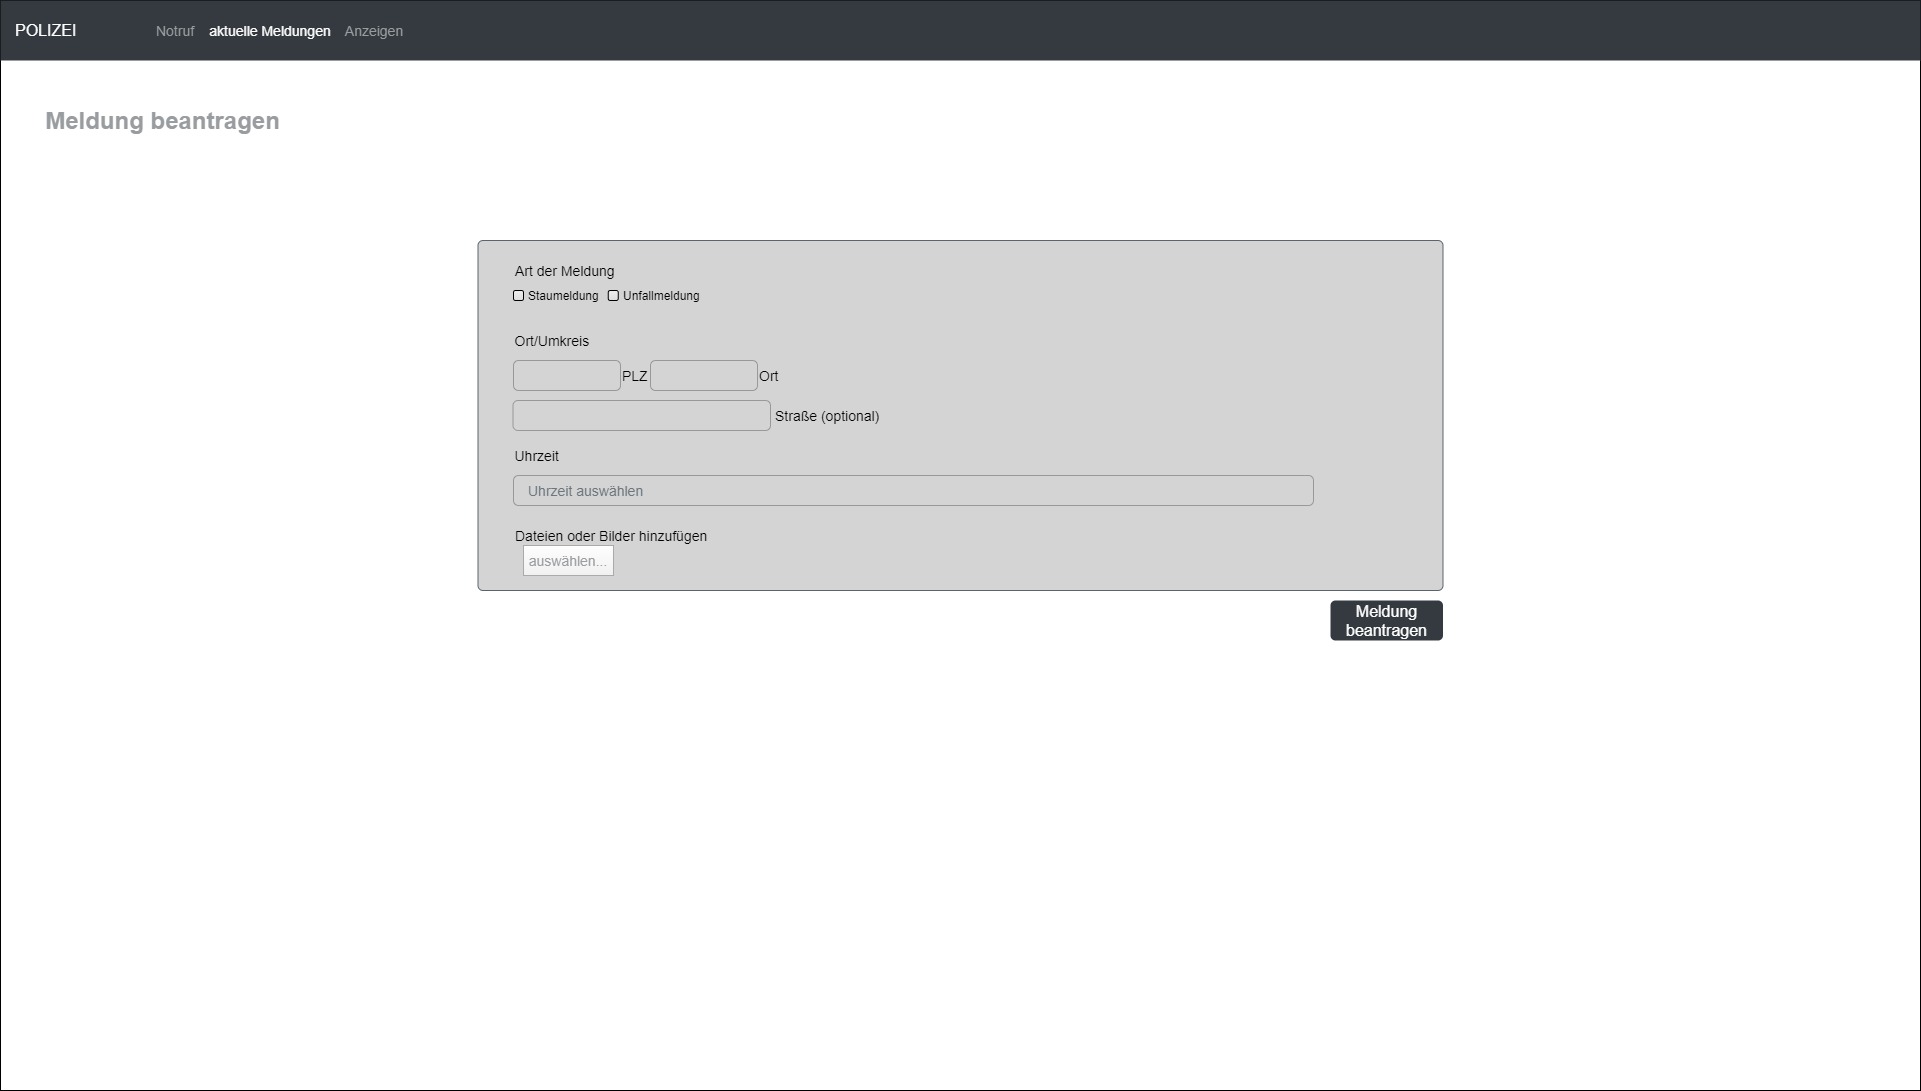 POLIZEI Notruf aktuelle Meldungen Anzeigen
Meldung beantragen
Art der Meldung
Staumeldung Unfallmeldung
Ort/Umkreis
PLZ Ort
Straße (optional)
Uhrzeit
Uhrzeit auswählen
Dateien oder Bilder hinzufügen
auswählen...
Meldung
beantragen